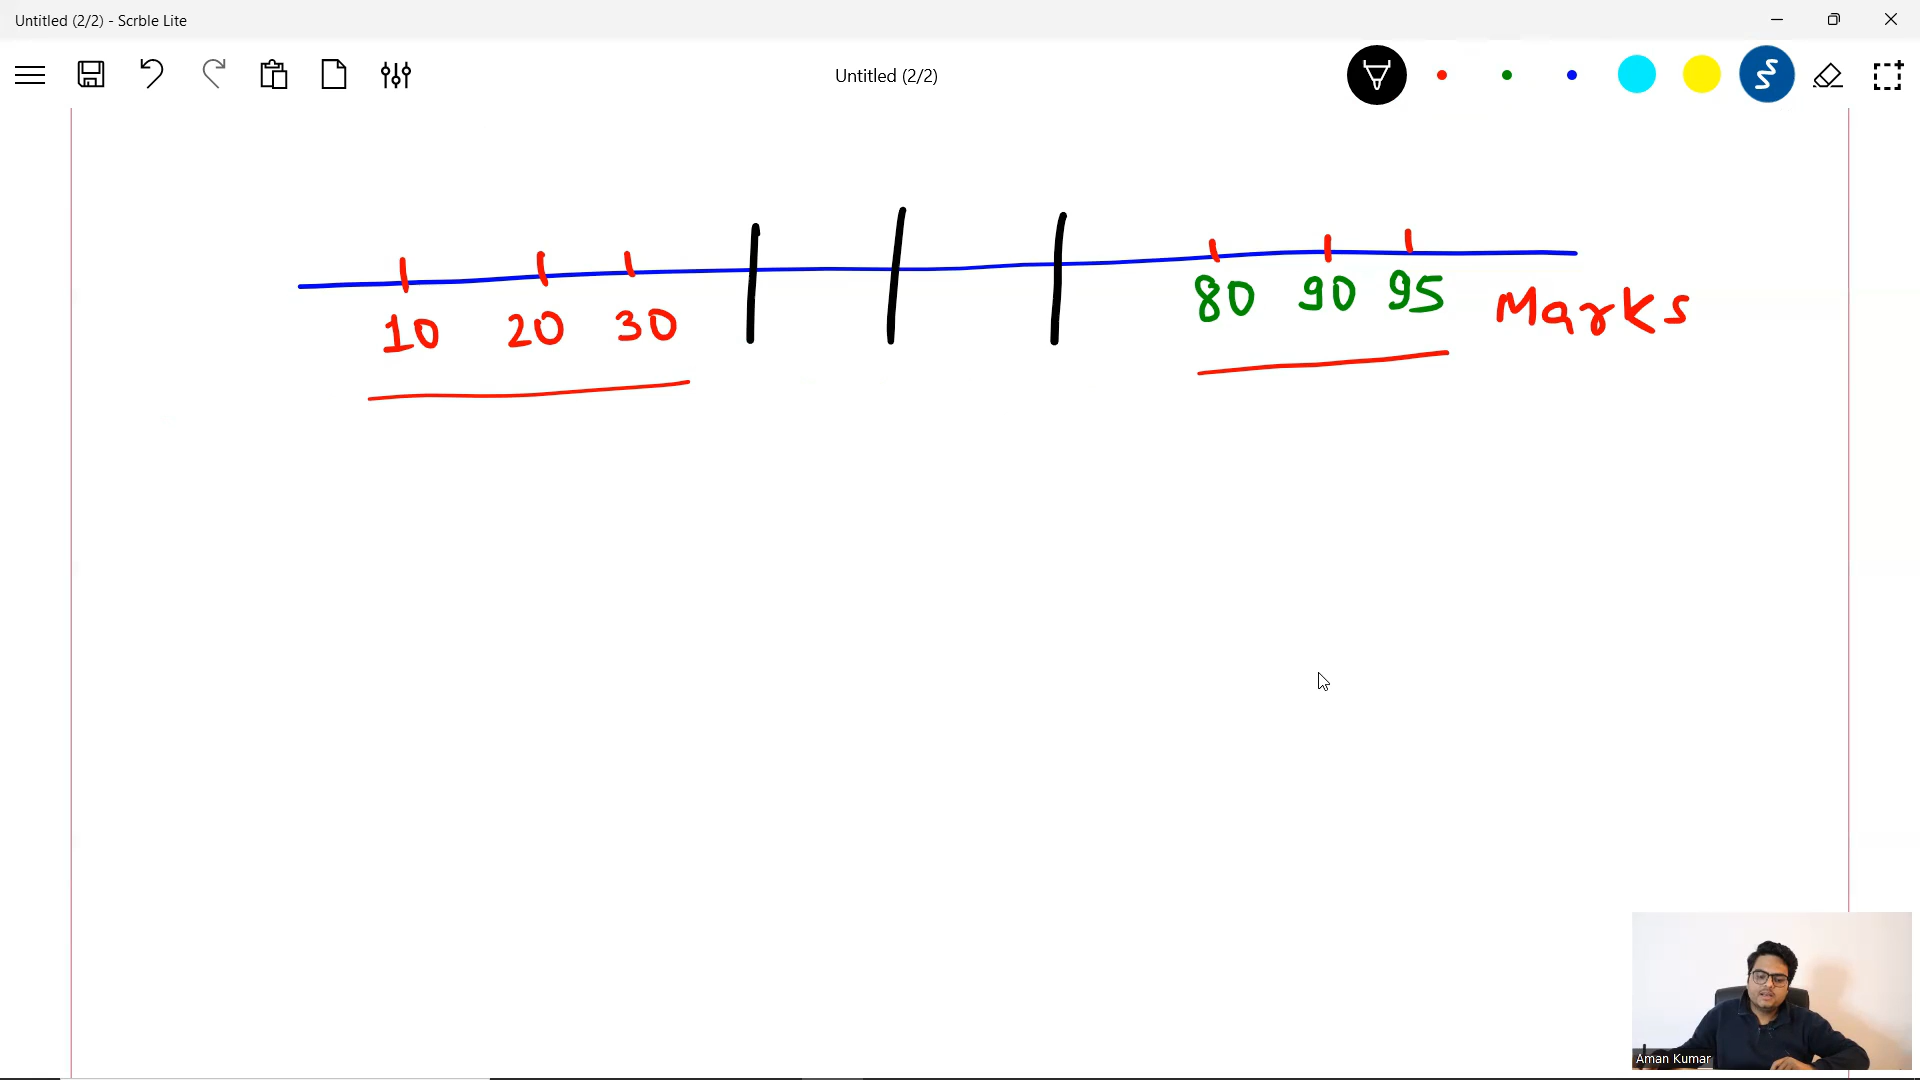 Untitled (2/2) - Scrble Lite
Untitled (2/2)
10 20 30 80 90 95 Marks
Aman Kumar